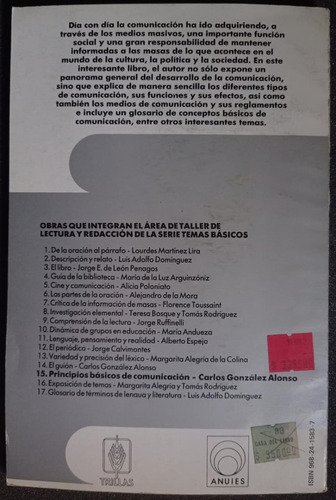 Día con día la comunicación ha ido adquiriendo, a
través de los medios masivos, una importante función
social y una gran responsabilidad de mantener
informadas a las masas de lo que acontece en el
mundo de la cultura, la política y la sociedad. En este
interesante libro, el autor no sólo expone un
panorama general del desarrollo de la comunicación,
sino que explica de manera sencilla los diferentes tipos
de comunicación, sus funciones y sus efectos, así como
también los medios de comunicación y sus reglamentos
e incluye un glosario de conceptos básicos de
comunicación, entre otros interesantes temas.
OBRAS QUE INTEGRAN EL ÁREA DE TALLER DE
LECTURA Y REDACCIÓN DE LA SERIE TEMAS BÁSICOS
1. De la oración al párrafo - Lourdes Martínez Lira
2. Descripción y relato - Luis Adolfo Domínguez
3. El libro - Jorge E. de León Penagos
4. Guía de la biblioteca - María de la Luz Arguinzóniz
5. Cine y comunicación - Alicia Poloniato
6. Las partes de la oración - Alejandro de la Mora
7. Crítica de la información de masas - Florence Toussaint
8. Investigación elemental - Teresa Bosque y Tomás Rodríguez
9. Comprensión de la lectura - Jorge Ruffinelli
10. Dinámica de grupos en educación - María Andueza
11. Lenguaje, pensamiento y realidad - Alberto Espejo
12. El periódico - Jorge Calvimontes
13. Variedad y precisión del léxico - Margarita Alegría de la Colina
14. El guión - Carlos González Alonso
15. Principios básicos de comunicación - Carlos González Alonso
16. Exposición de temas - Margarita Alegría y Tomás Rodríguez
17. Glosario de términos de lengua y literatura - Luis Adolfo Domínguez
TRILLAS
ANUIES
CASA DEL LIBRO
ISBN 968-24-1583-7